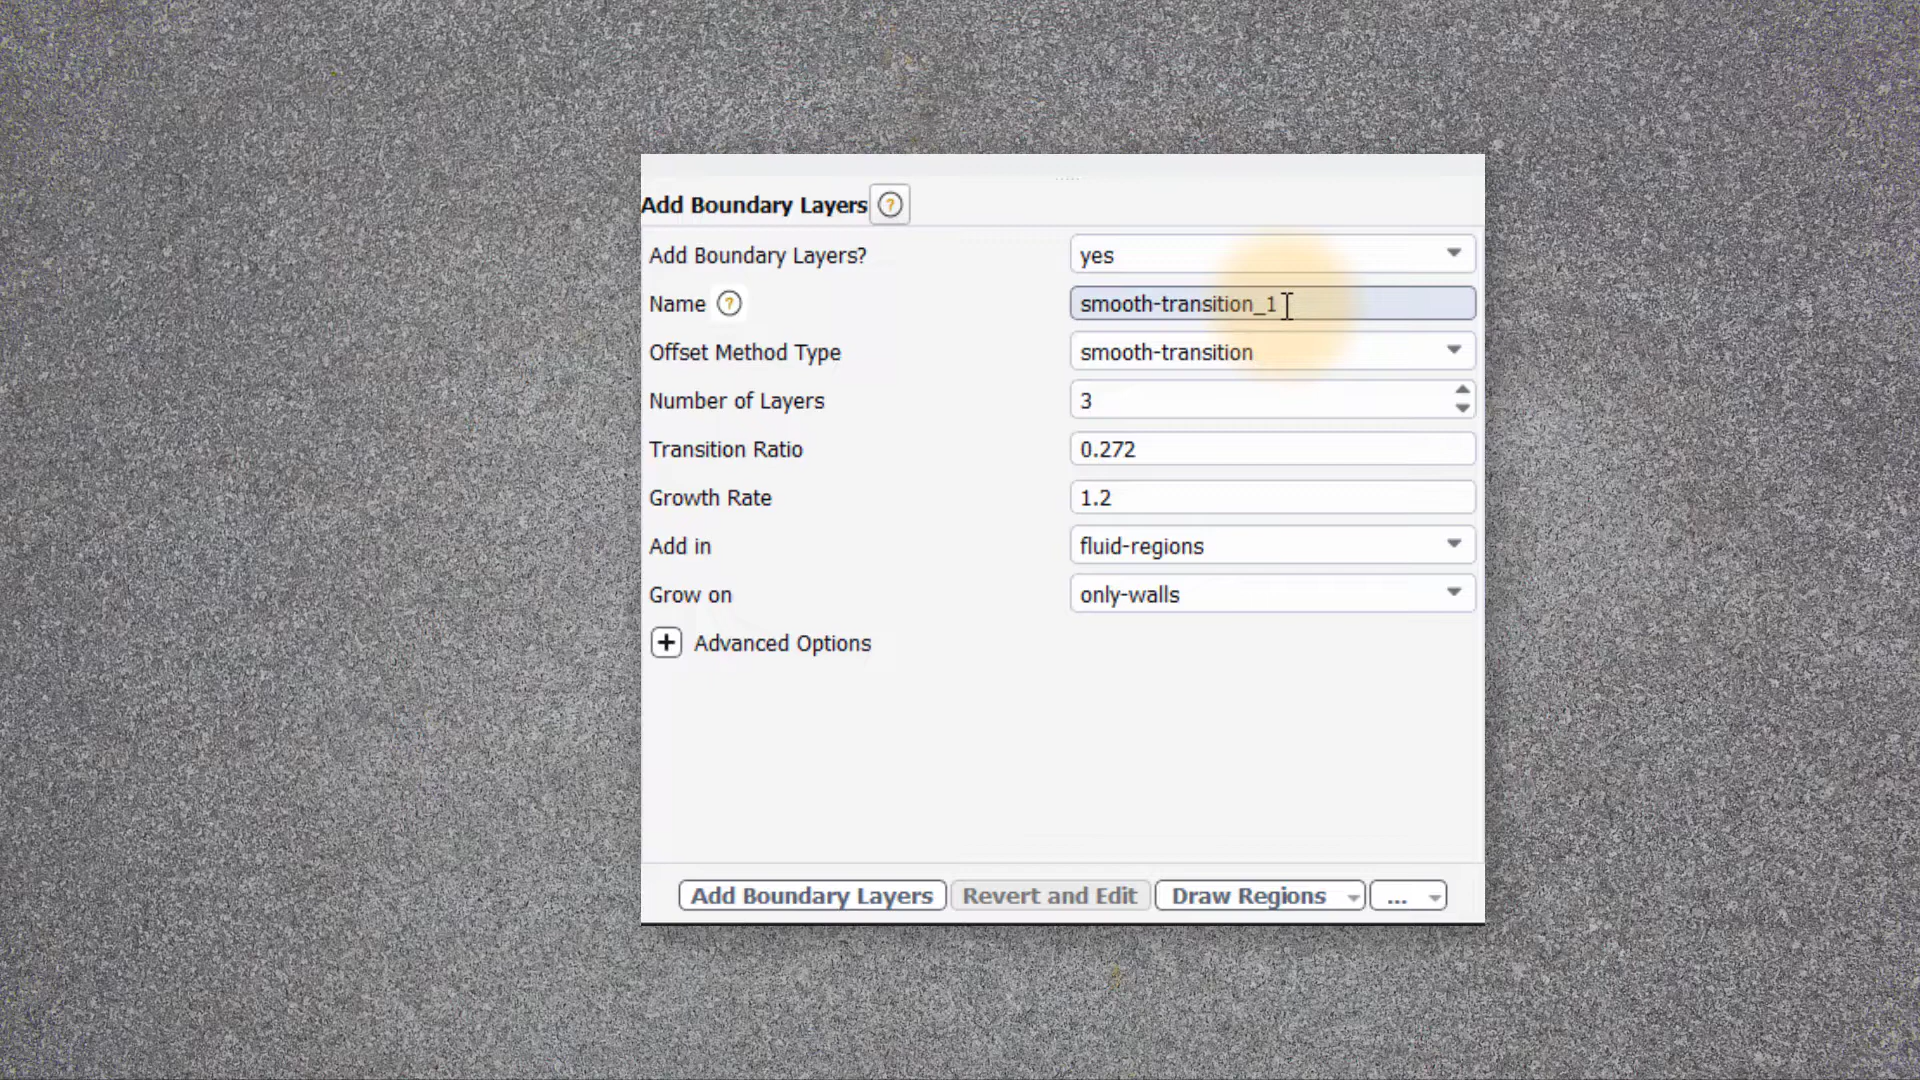 Add Boundary Layers ?
Add Boundary Layers? yes
Name ? smooth-transition_1
Offset Method Type smooth-transition
Number of Layers 3
Transition Ratio 0.272
Growth Rate 1.2
Add in fluid-regions
Grow on only-walls
+ Advanced Options
Add Boundary Layers Revert and Edit Draw Regions ...